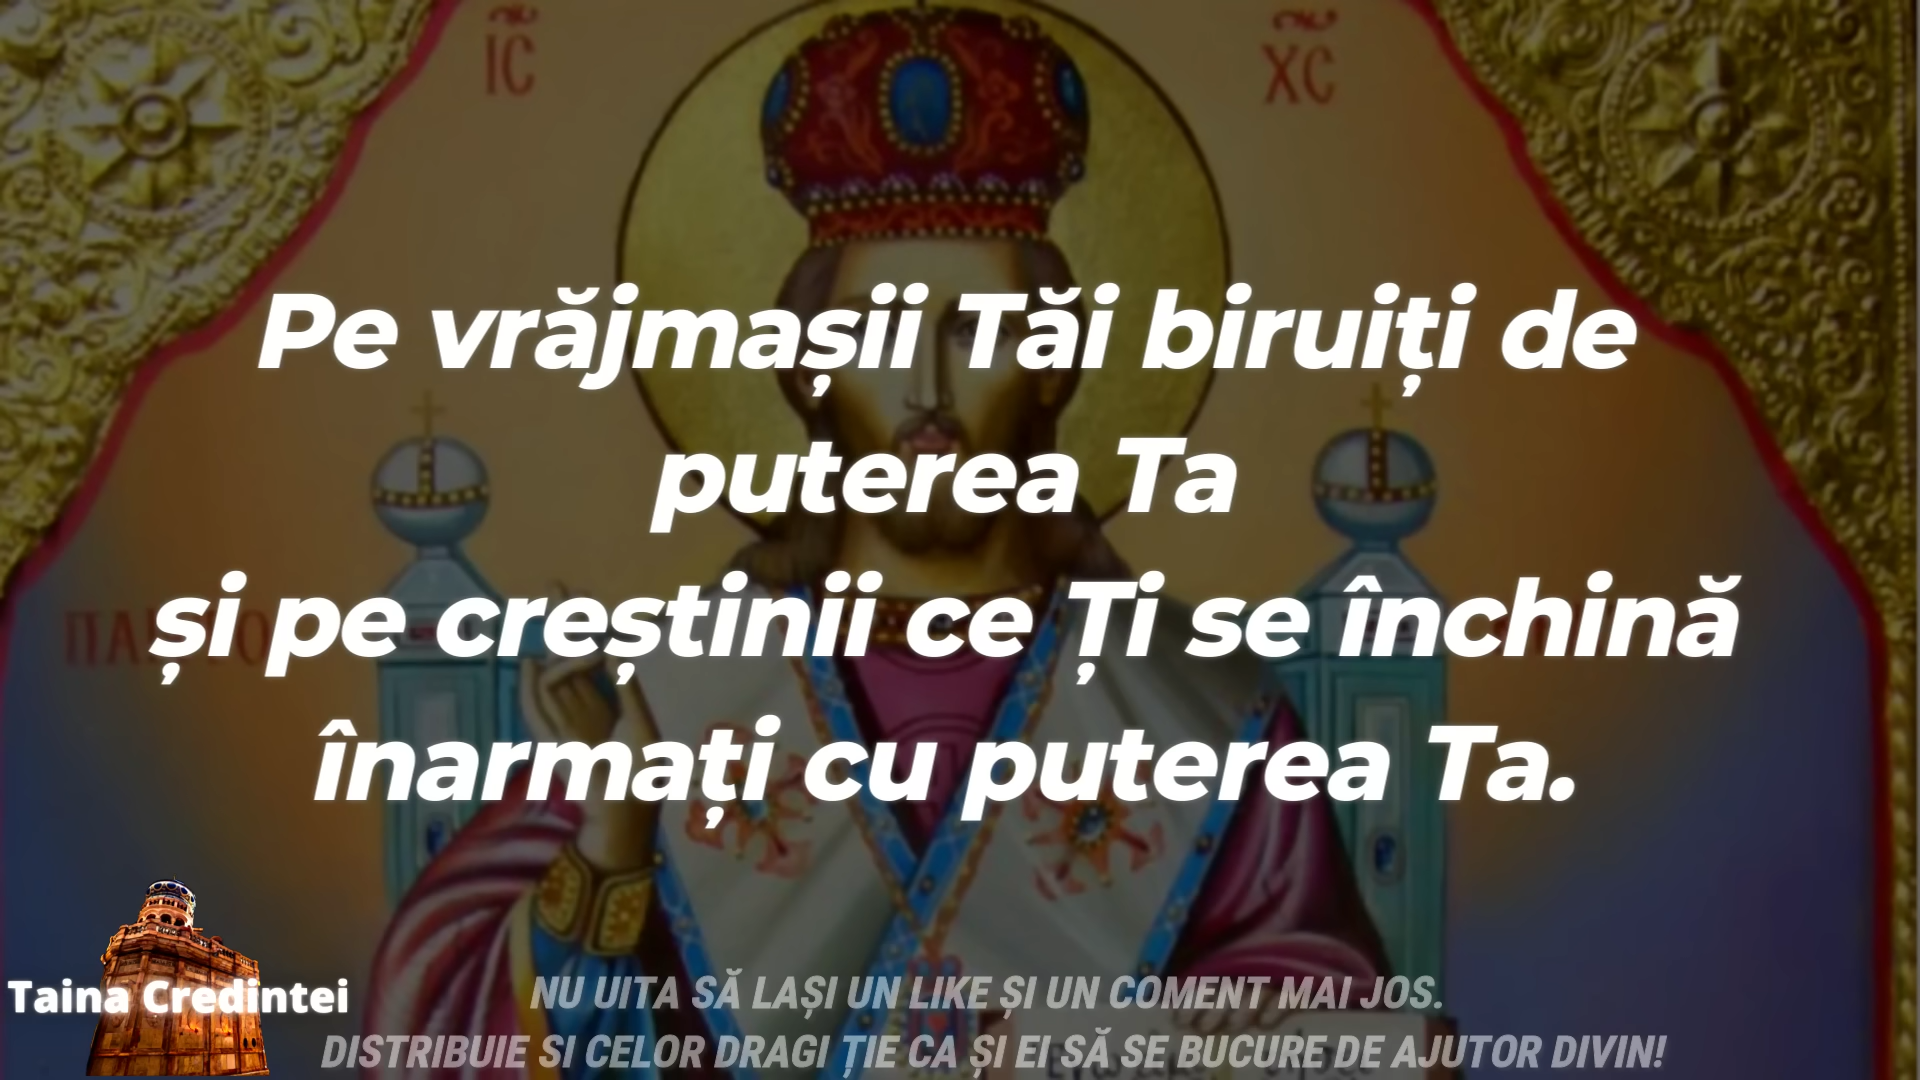 IC XC
Pe vrăjmașii Tăi biruiți de
puterea Ta
și pe creștinii ce Ți se închină
înarmați cu puterea Ta.
Taina Credintei
NU UITA SĂ LAȘI UN LIKE ȘI UN COMENT MAI JOS.
DISTRIBUIE SI CELOR DRAGI ȚIE CA ȘI EI SĂ SE BUCURE DE AJUTOR DIVIN!